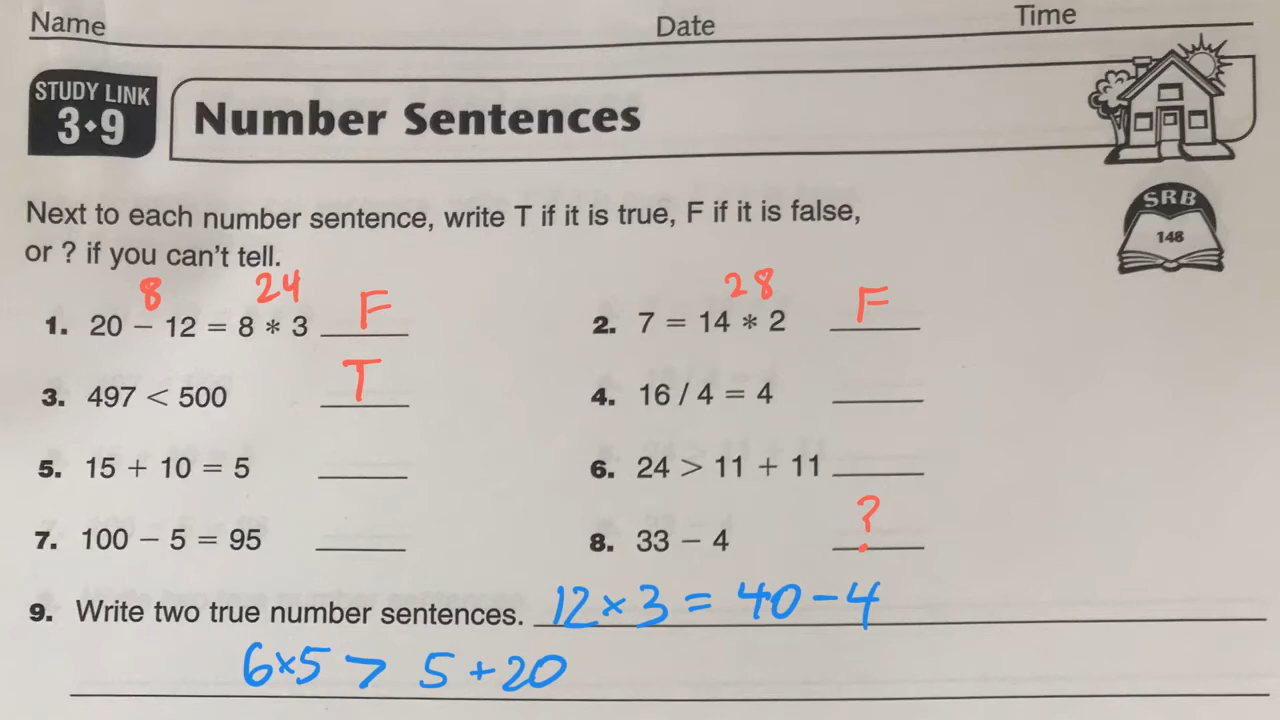 Name Date Time
STUDY LINK
3•9
Number Sentences
SRB
148
Next to each number sentence, write T if it is true, F if it is false,
or ? if you can't tell.
8 24 28
1. 20 − 12 = 8 * 3 F 2. 7 = 14 * 2 F
3. 497 < 500 T 4. 16 / 4 = 4
5. 15 + 10 = 5 6. 24 > 11 + 11
7. 100 − 5 = 95 8. 33 − 4 ?
9. Write two true number sentences. 12 × 3 = 40 − 4
6×5 > 5 + 20